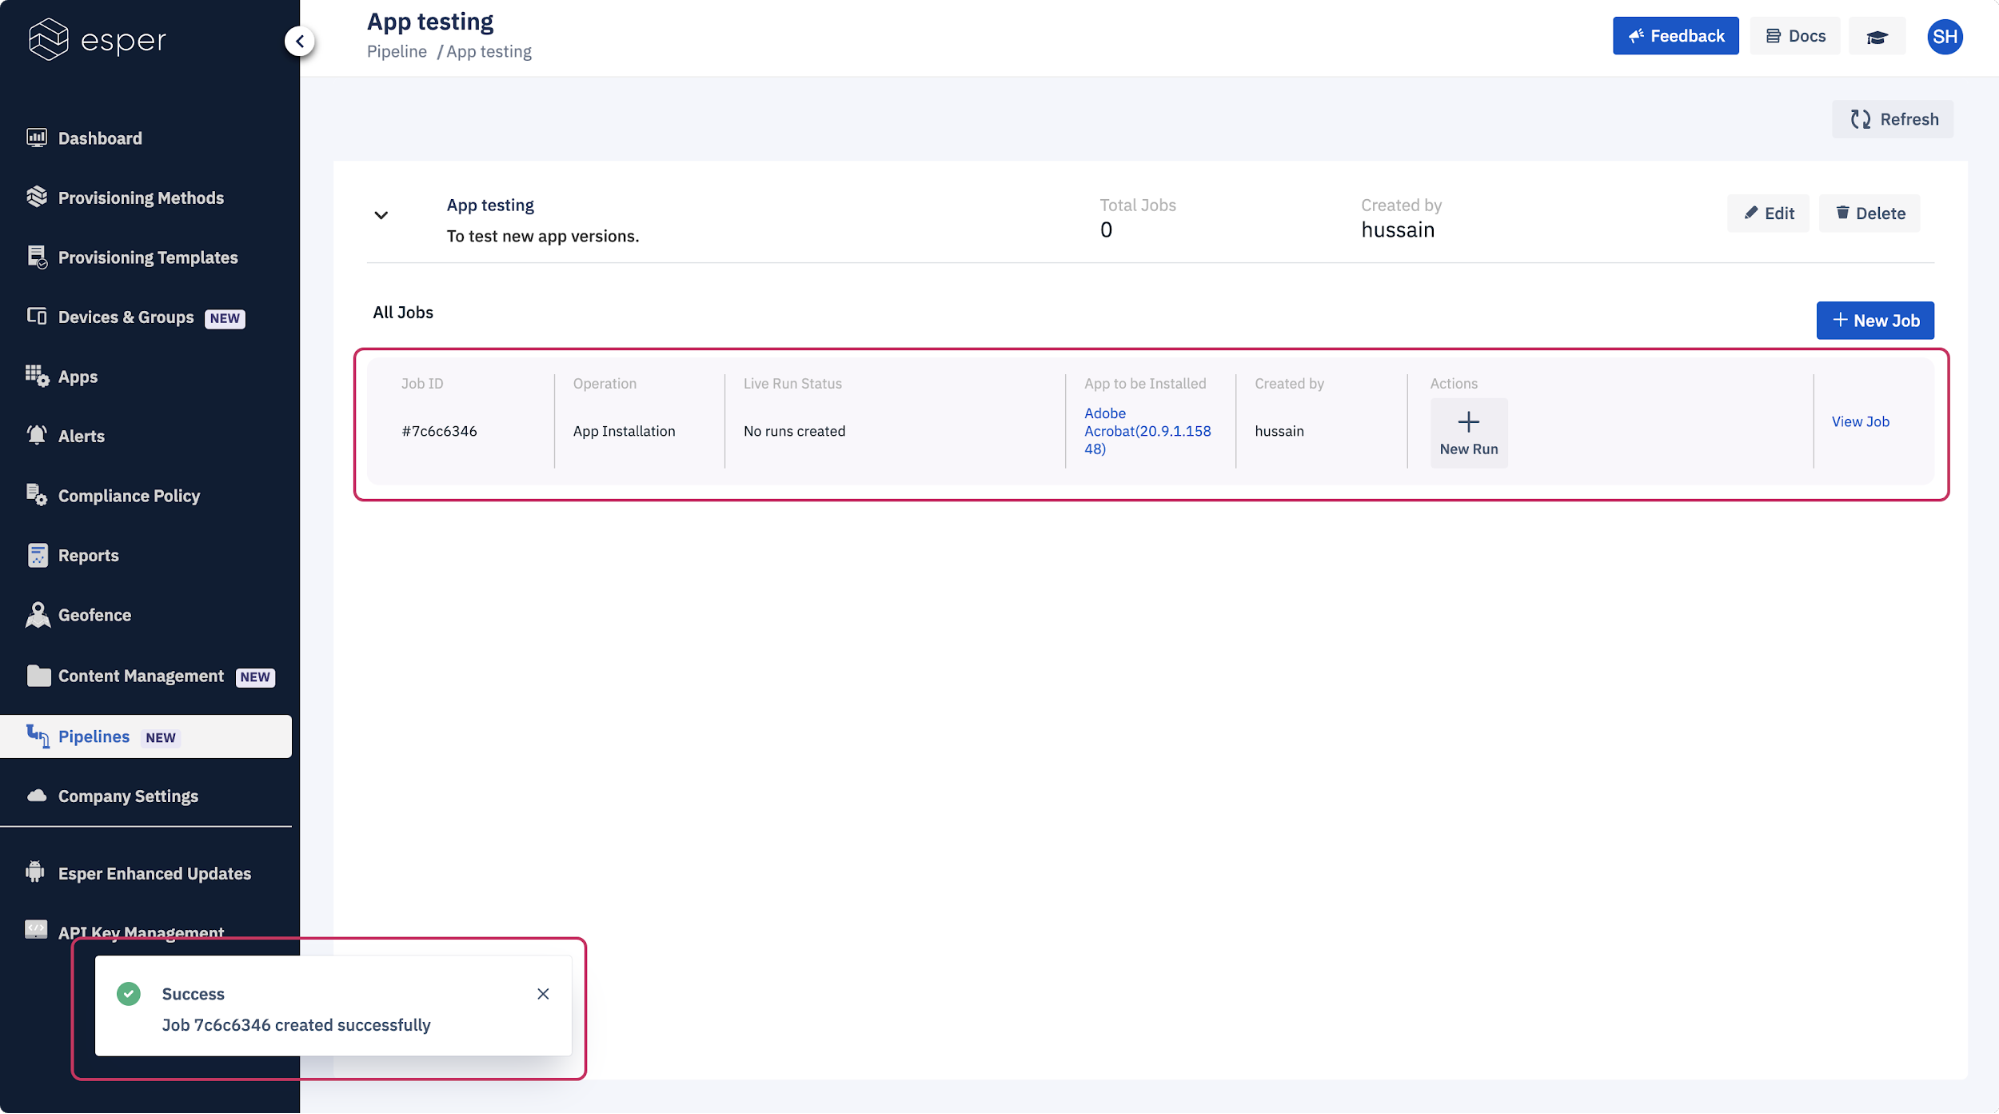 esper
App testing
Pipeline / App testing
Feedback
Docs
SH
Refresh
Dashboard
Provisioning Methods
Provisioning Templates
Devices & Groups NEW
Apps
Alerts
Compliance Policy
Reports
Geofence
Content Management NEW
Pipelines NEW
Company Settings
Esper Enhanced Updates
API Key Management
App testing
To test new app versions.
Total Jobs
0
Created by
hussain
Edit
Delete
All Jobs
+ New Job
Job ID
#7c6c6346
Operation
App Installation
Live Run Status
No runs created
App to be Installed
Adobe
Acrobat(20.9.1.158
48)
Created by
hussain
Actions
New Run
View Job
Success
Job 7c6c6346 created successfully